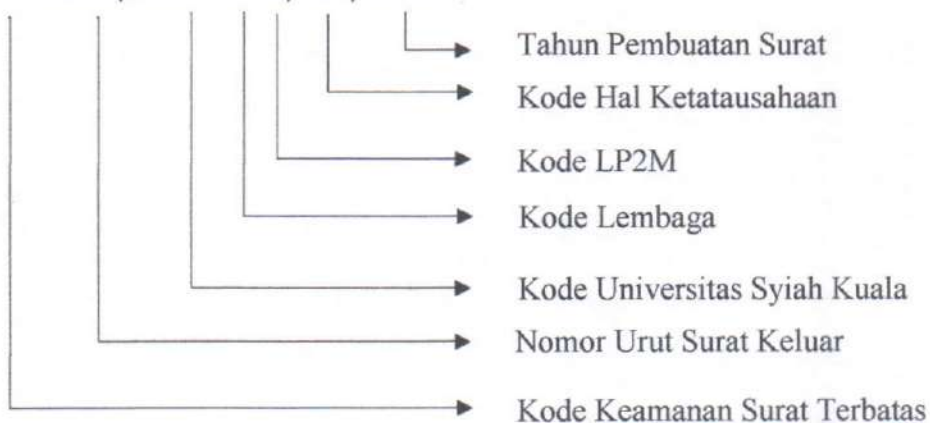 Tahun Pembuatan Surat
Kode Hal Ketatausahaan
Kode LP2M
Kode Lembaga
Kode Universitas Syiah Kuala
Nomor Urut Surat Keluar
Kode Keamanan Surat Terbatas